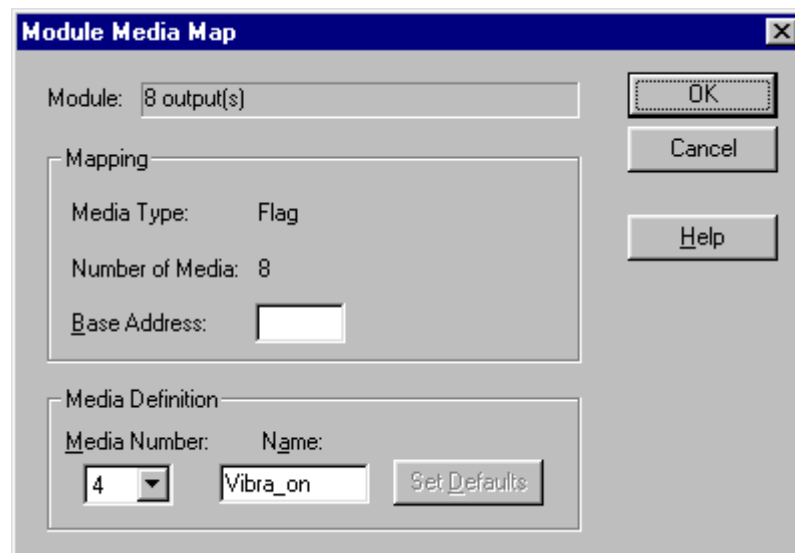 Module Media Map
Module: 8 output(s)
OK
Cancel
Help
Mapping
Media Type: Flag
Number of Media: 8
Base Address:
Media Definition
Media Number: Name:
4 Vibra_on Set Defaults